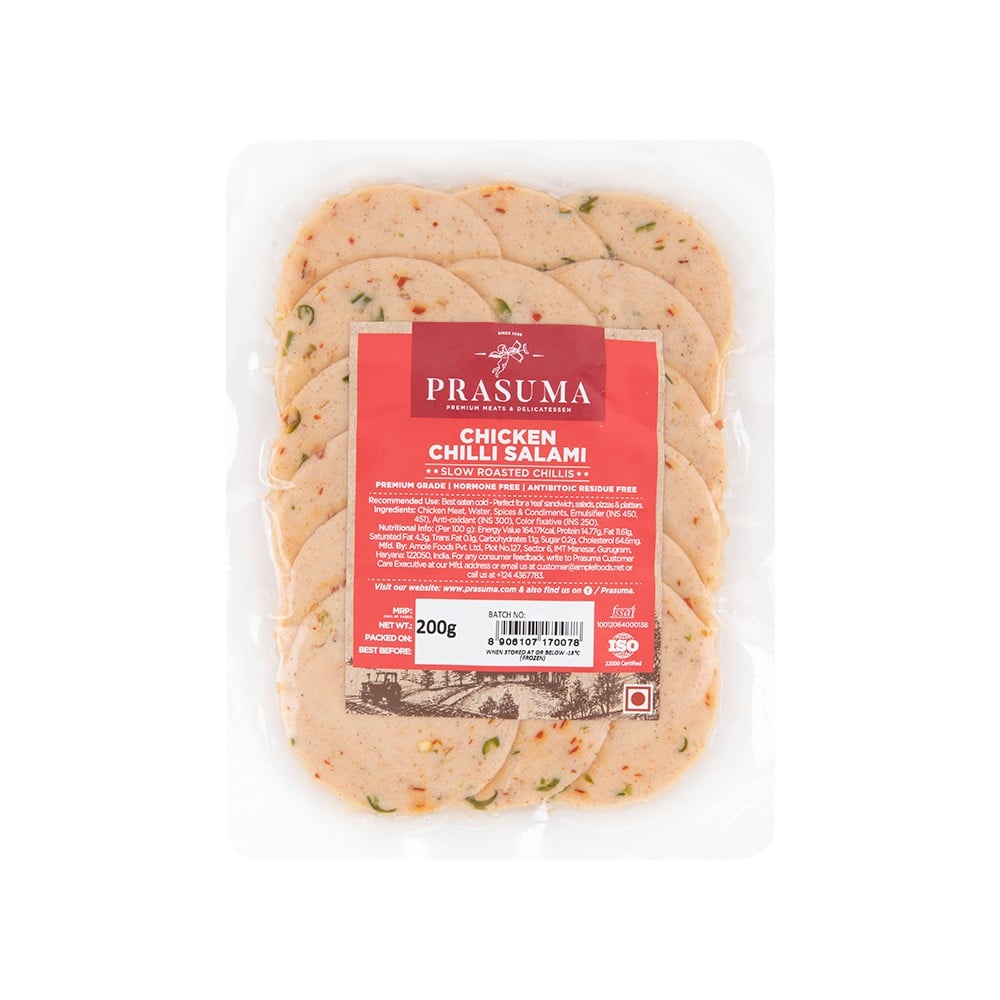 SINCE 1985
PRASUMA
PREMIUM MEATS & DELICATESSEN
CHICKEN
CHILLI SALAMI
**SLOW ROASTED CHILLIS**
PREMIUM GRADE | HORMONE FREE | ANTIBITOIC RESIDUE FREE
Recommended Use: Best eaten cold - Perfect for a 'real' sandwich, salads, pizzas & platters.
Ingredients: Chicken Meat, Water, Spices & Condiments, Emulsifier (INS 450,
451), Anti-oxidant (INS 300), Color fixative (INS 250).
Nutritional Info: (Per 100 g): Energy Value 164.17Kcal, Protein 14.77g, Fat 11.61g,
Saturated Fat 4.3g, Trans Fat 0.1g, Carbohydrates 1.1g, Sugar 0.2g, Cholesterol 64.6mg.
Mfd. By: Ample Foods Pvt. Ltd., Plot No.127, Sector 6, IMT Manesar, Gurugram,
Haryana: 122050, India. For any consumer feedback, write to Prasuma Customer
Care Executive at our Mfd. address or email us at customer@amplefoods.net or
call us at +124 4367783.
Visit our website: www.prasuma.com & also find us on f / Prasuma.
MRP:
(INCL OF TAXES)
NET WT.: 200g
PACKED ON:
BEST BEFORE:
BATCH NO:
8 906107 170078
WHEN STORED AT OR BELOW -18°C
(FROZEN)
fssai
10012064000136
ISO
22000 Certified